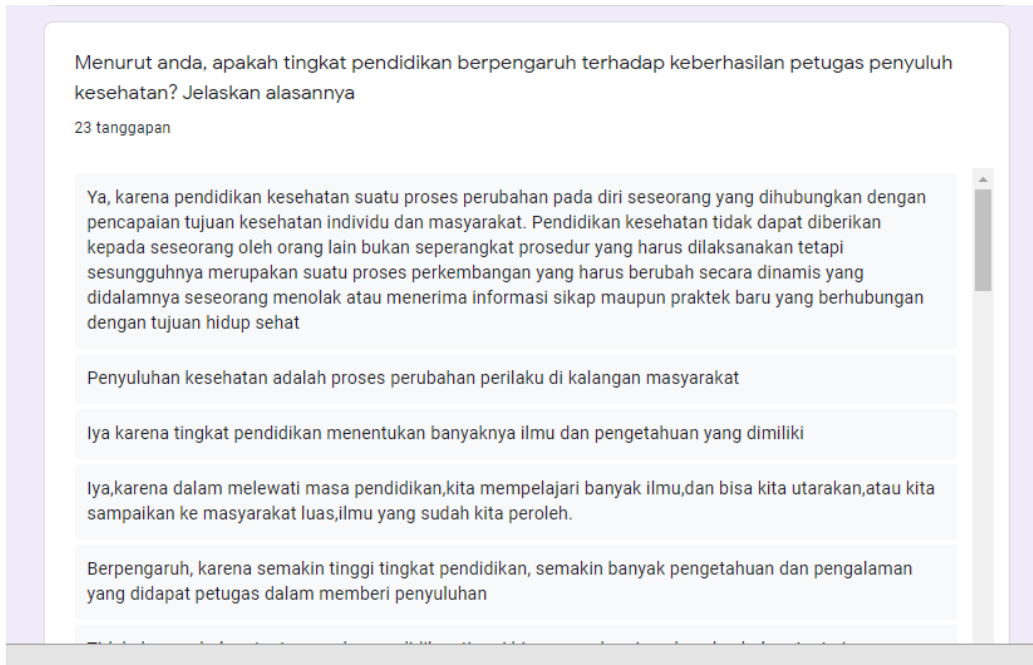 Menurut anda, apakah tingkat pendidikan berpengaruh terhadap keberhasilan petugas penyuluh
kesehatan? Jelaskan alasannya
23 tanggapan
Ya, karena pendidikan kesehatan suatu proses perubahan pada diri seseorang yang dihubungkan dengan
pencapaian tujuan kesehatan individu dan masyarakat. Pendidikan kesehatan tidak dapat diberikan
kepada seseorang oleh orang lain bukan seperangkat prosedur yang harus dilaksanakan tetapi
sesungguhnya merupakan suatu proses perkembangan yang harus berubah secara dinamis yang
didalamnya seseorang menolak atau menerima informasi sikap maupun praktek baru yang berhubungan
dengan tujuan hidup sehat
Penyuluhan kesehatan adalah proses perubahan perilaku di kalangan masyarakat
Iya karena tingkat pendidikan menentukan banyaknya ilmu dan pengetahuan yang dimiliki
Iya,karena dalam melewati masa pendidikan,kita mempelajari banyak ilmu,dan bisa kita utarakan,atau kita
sampaikan ke masyarakat luas,ilmu yang sudah kita peroleh.
Berpengaruh, karena semakin tinggi tingkat pendidikan, semakin banyak pengetahuan dan pengalaman
yang didapat petugas dalam memberi penyuluhan